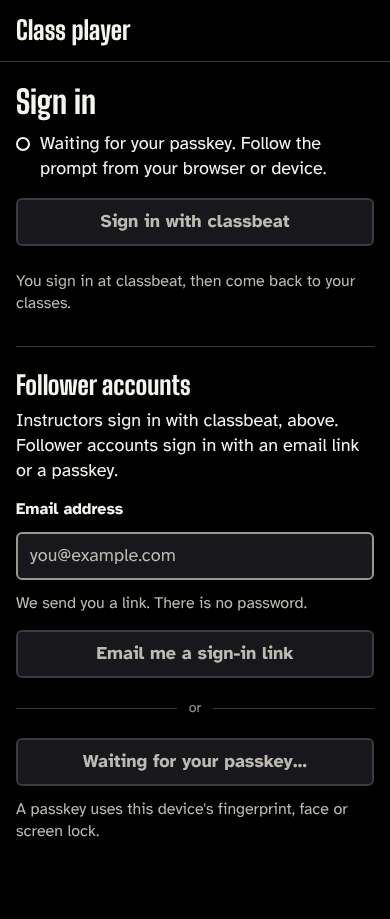 Class player
Sign in
Waiting for your passkey. Follow the
prompt from your browser or device.
Sign in with classbeat
You sign in at classbeat, then come back to your
classes.
Follower accounts
Instructors sign in with classbeat, above.
Follower accounts sign in with an email link
or a passkey.
Email address
you@example.com
We send you a link. There is no password.
Email me a sign-in link
or
Waiting for your passkey...
A passkey uses this device's fingerprint, face or
screen lock.